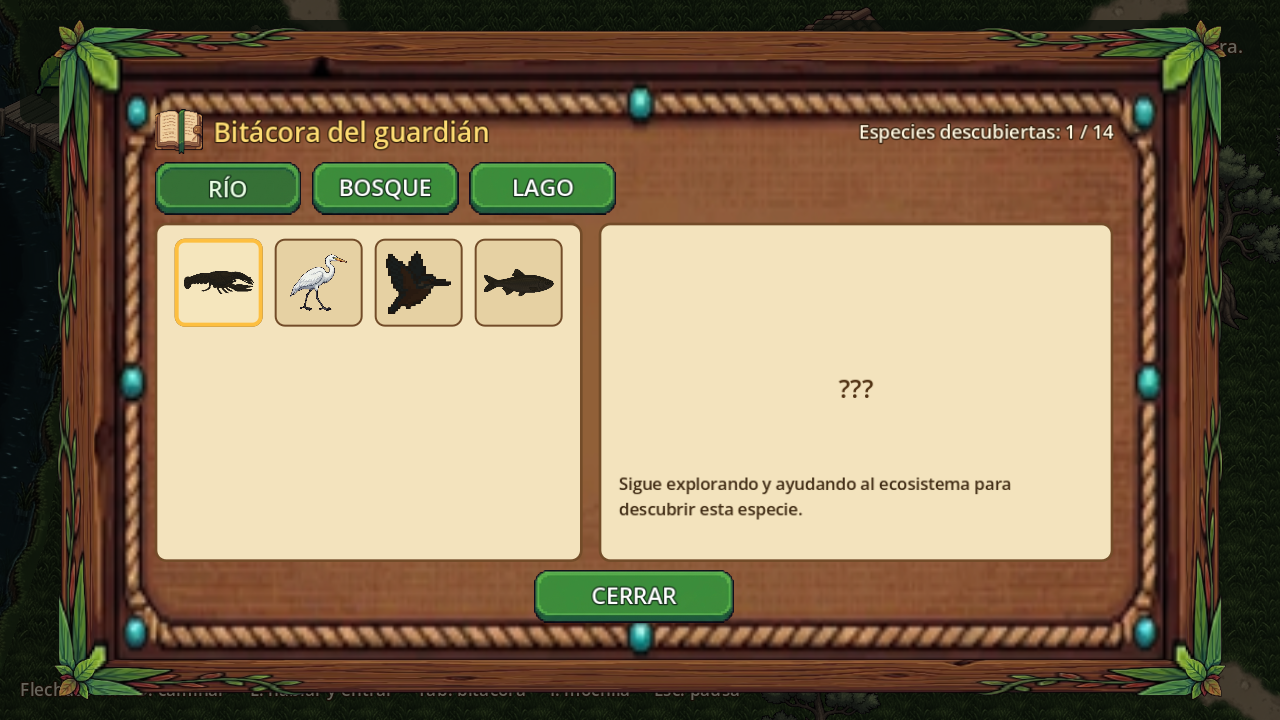 ra.
Bitácora del guardián
Especies descubiertas: 1 / 14
RÍO
BOSQUE
LAGO
???
Sigue explorando y ayudando al ecosistema para
descubrir esta especie.
CERRAR